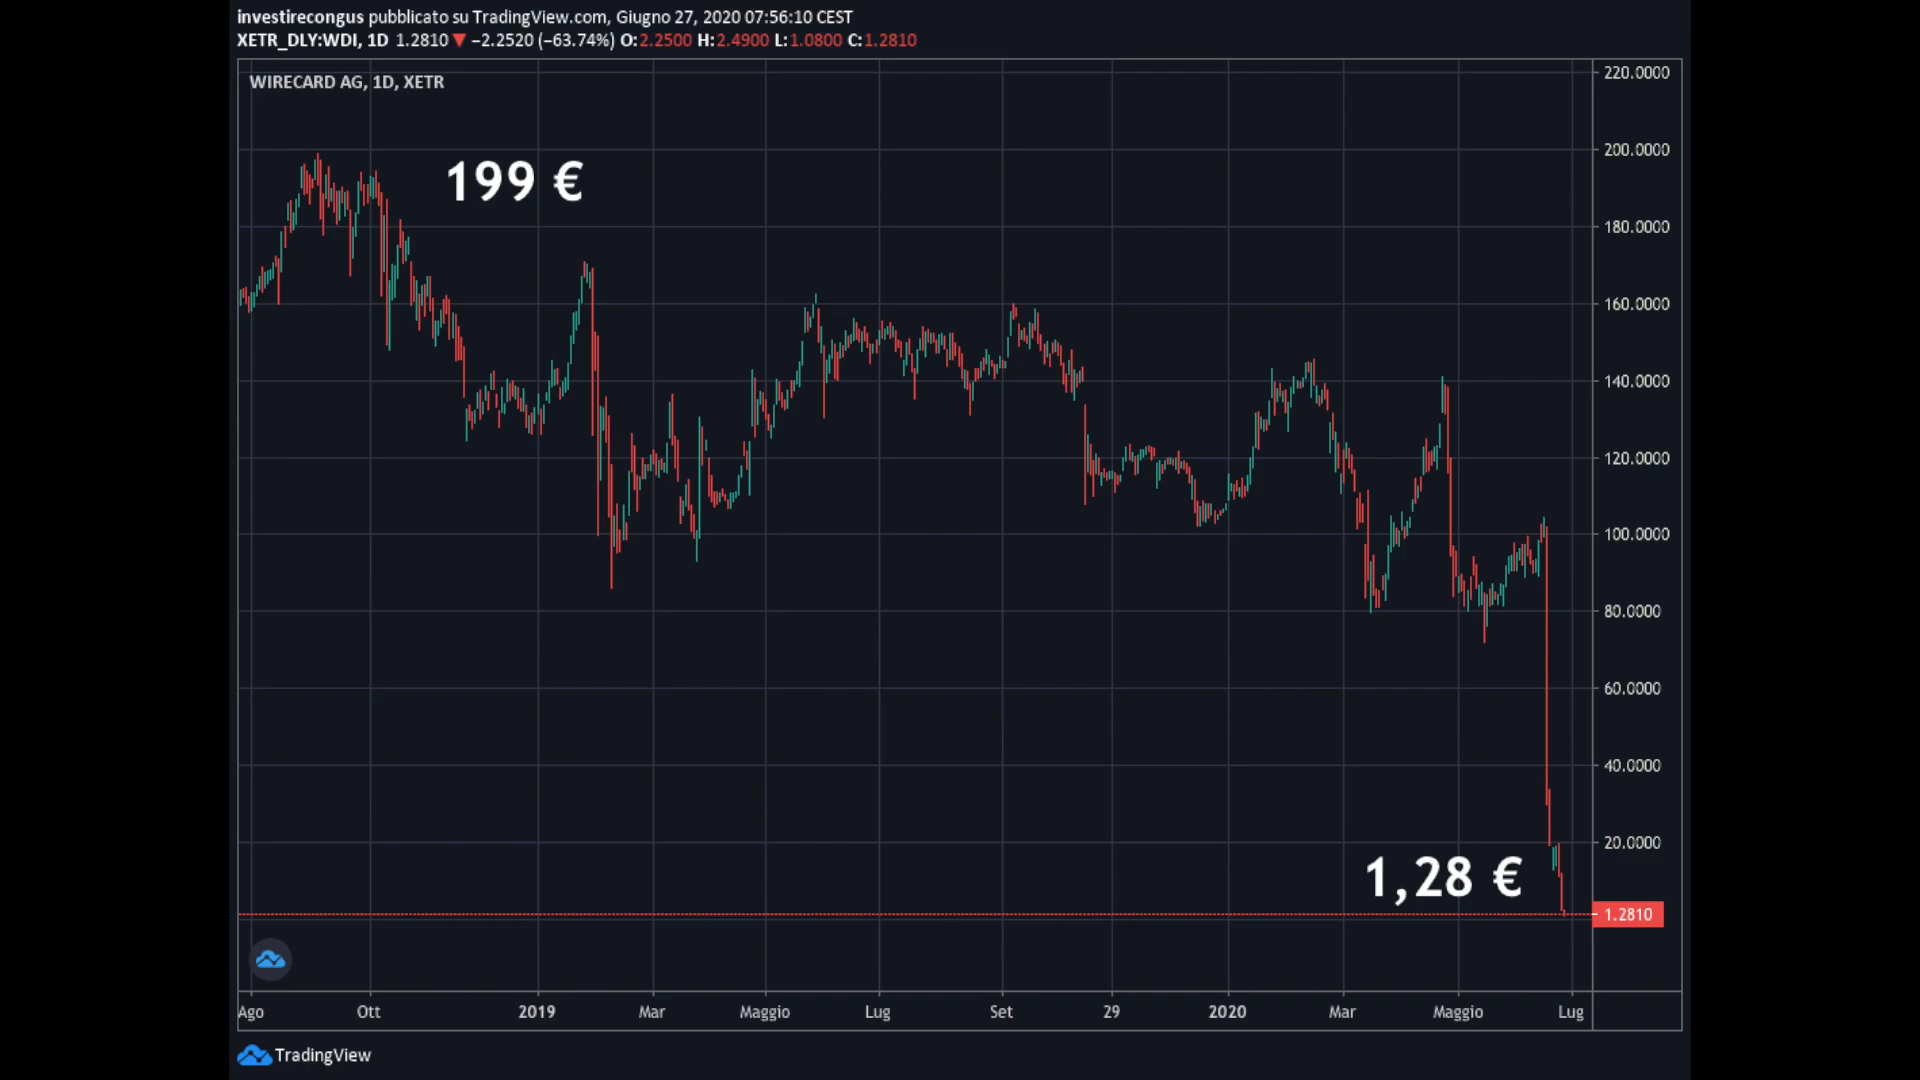 investirecongus pubblicato su TradingView.com, Giugno 27, 2020 07:56:10 CEST
XETR_DLY:WDI, 1D 1.2810 ▼ −2.2520 (−63.74%) O:2.2500 H:2.4900 L:1.0800 C:1.2810
WIRECARD AG, 1D, XETR
220.0000
200.0000
199 €
180.0000
160.0000
140.0000
120.0000
100.0000
80.0000
60.0000
40.0000
20.0000
1,28 €
1.2810
Ago Ott 2019 Mar Maggio Lug Set 29 2020 Mar Maggio Lug
TradingView